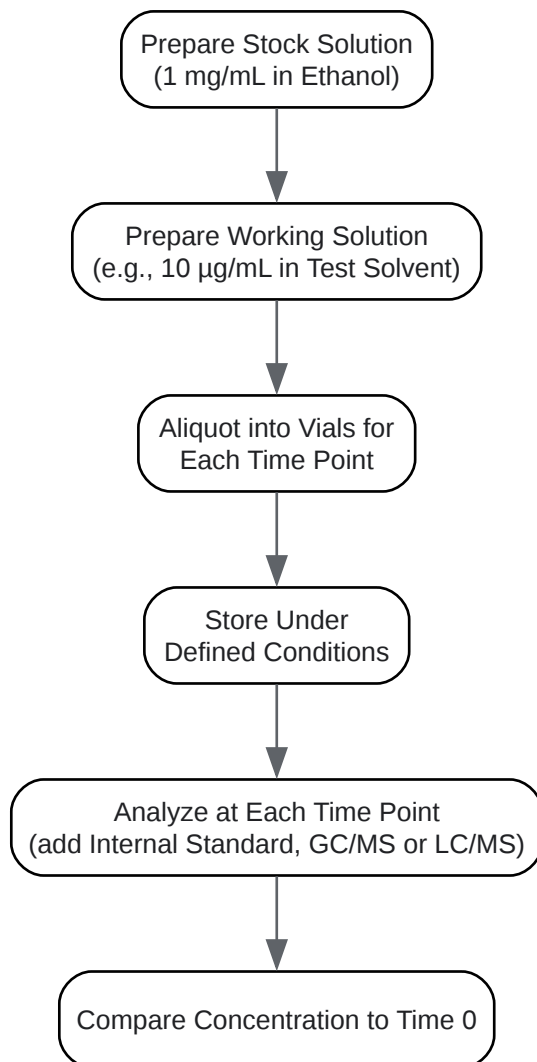 Prepare Stock Solution
(1 mg/mL in Ethanol)
Prepare Working Solution
(e.g., 10 µg/mL in Test Solvent)
Aliquot into Vials for
Each Time Point
Store Under
Defined Conditions
Analyze at Each Time Point
(add Internal Standard, GC/MS or LC/MS)
Compare Concentration to Time 0